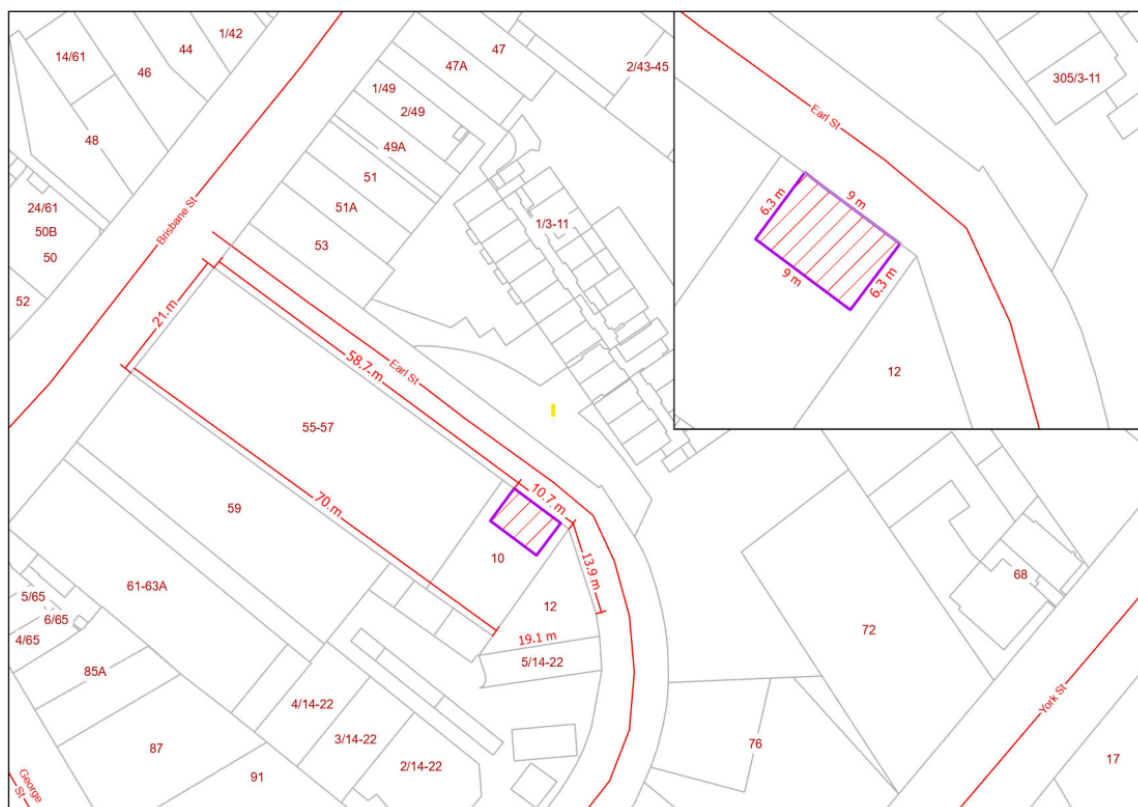 1/42
44
47
14/61
46
47A
2/43-45
305/3-11
1/49
2/49
Earl St
48
49A
51
6.3 m
9 m
24/61
50B
50
51A
1/3-11
Brisbane St
53
9 m
6.3 m
52
21.m
58.7.m
Earl St
12
55-57
70.m
10.7.m
59
10
13.9 m
61-63A
68
5/65
6/65
12
4/65
19.1 m
72
5/14-22
85A
4/14-22
York St
3/14-22
87
76
2/14-22
17
91
George
St